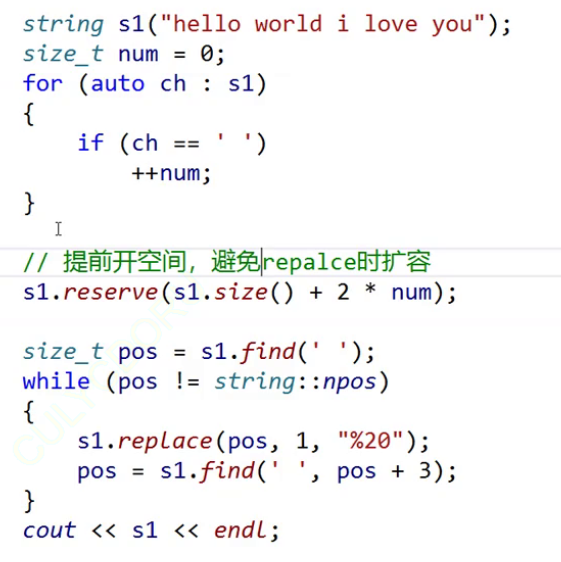 string s1("hello world i love you");
size_t num = 0;
for (auto ch : s1)
{
    if (ch == ' ')
        ++num;
}
// 提前开空间，避免repalce时扩容
s1.reserve(s1.size() + 2 * num);
size_t pos = s1.find(' ');
while (pos != string::npos)
{
    s1.replace(pos, 1, "%20");
    pos = s1.find(' ', pos + 3);
}
cout << s1 << endl;